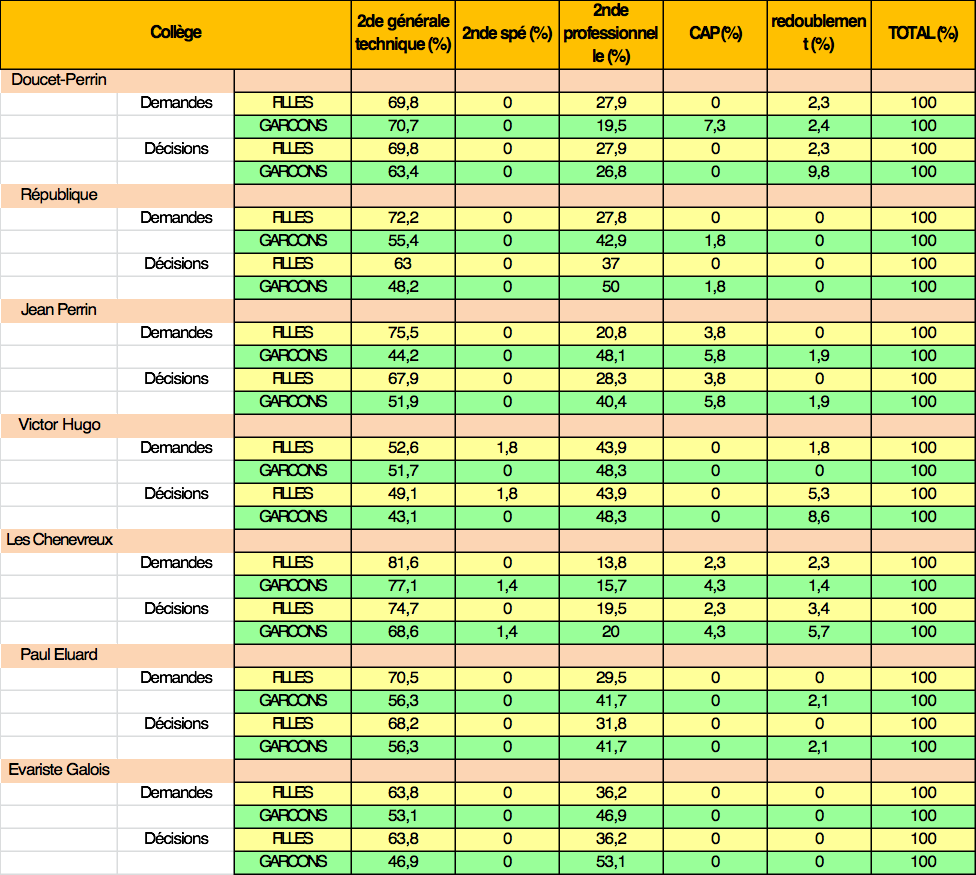 Collège 2de générale technique (%) 2nde spé (%) 2nde professionnelle (%) CAP (%) redoublement (%) TOTAL (%)
Doucet-Perrin
Demandes FILLES 69,8 0 27,9 0 2,3 100
GARCONS 70,7 0 19,5 7,3 2,4 100
Décisions FILLES 69,8 0 27,9 0 2,3 100
GARCONS 63,4 0 26,8 0 9,8 100
République
Demandes FILLES 72,2 0 27,8 0 0 100
GARCONS 55,4 0 42,9 1,8 0 100
Décisions FILLES 63 0 37 0 0 100
GARCONS 48,2 0 50 1,8 0 100
Jean Perrin
Demandes FILLES 75,5 0 20,8 3,8 0 100
GARCONS 44,2 0 48,1 5,8 1,9 100
Décisions FILLES 67,9 0 28,3 3,8 0 100
GARCONS 51,9 0 40,4 5,8 1,9 100
Victor Hugo
Demandes FILLES 52,6 1,8 43,9 0 1,8 100
GARCONS 51,7 0 48,3 0 0 100
Décisions FILLES 49,1 1,8 43,9 0 5,3 100
GARCONS 43,1 0 48,3 0 8,6 100
Les Chenevreux
Demandes FILLES 81,6 0 13,8 2,3 2,3 100
GARCONS 77,1 1,4 15,7 4,3 1,4 100
Décisions FILLES 74,7 0 19,5 2,3 3,4 100
GARCONS 68,6 1,4 20 4,3 5,7 100
Paul Eluard
Demandes FILLES 70,5 0 29,5 0 0 100
GARCONS 56,3 0 41,7 0 2,1 100
Décisions FILLES 68,2 0 31,8 0 0 100
GARCONS 56,3 0 41,7 0 2,1 100
Evariste Galois
Demandes FILLES 63,8 0 36,2 0 0 100
GARCONS 53,1 0 46,9 0 0 100
Décisions FILLES 63,8 0 36,2 0 0 100
GARCONS 46,9 0 53,1 0 0 100